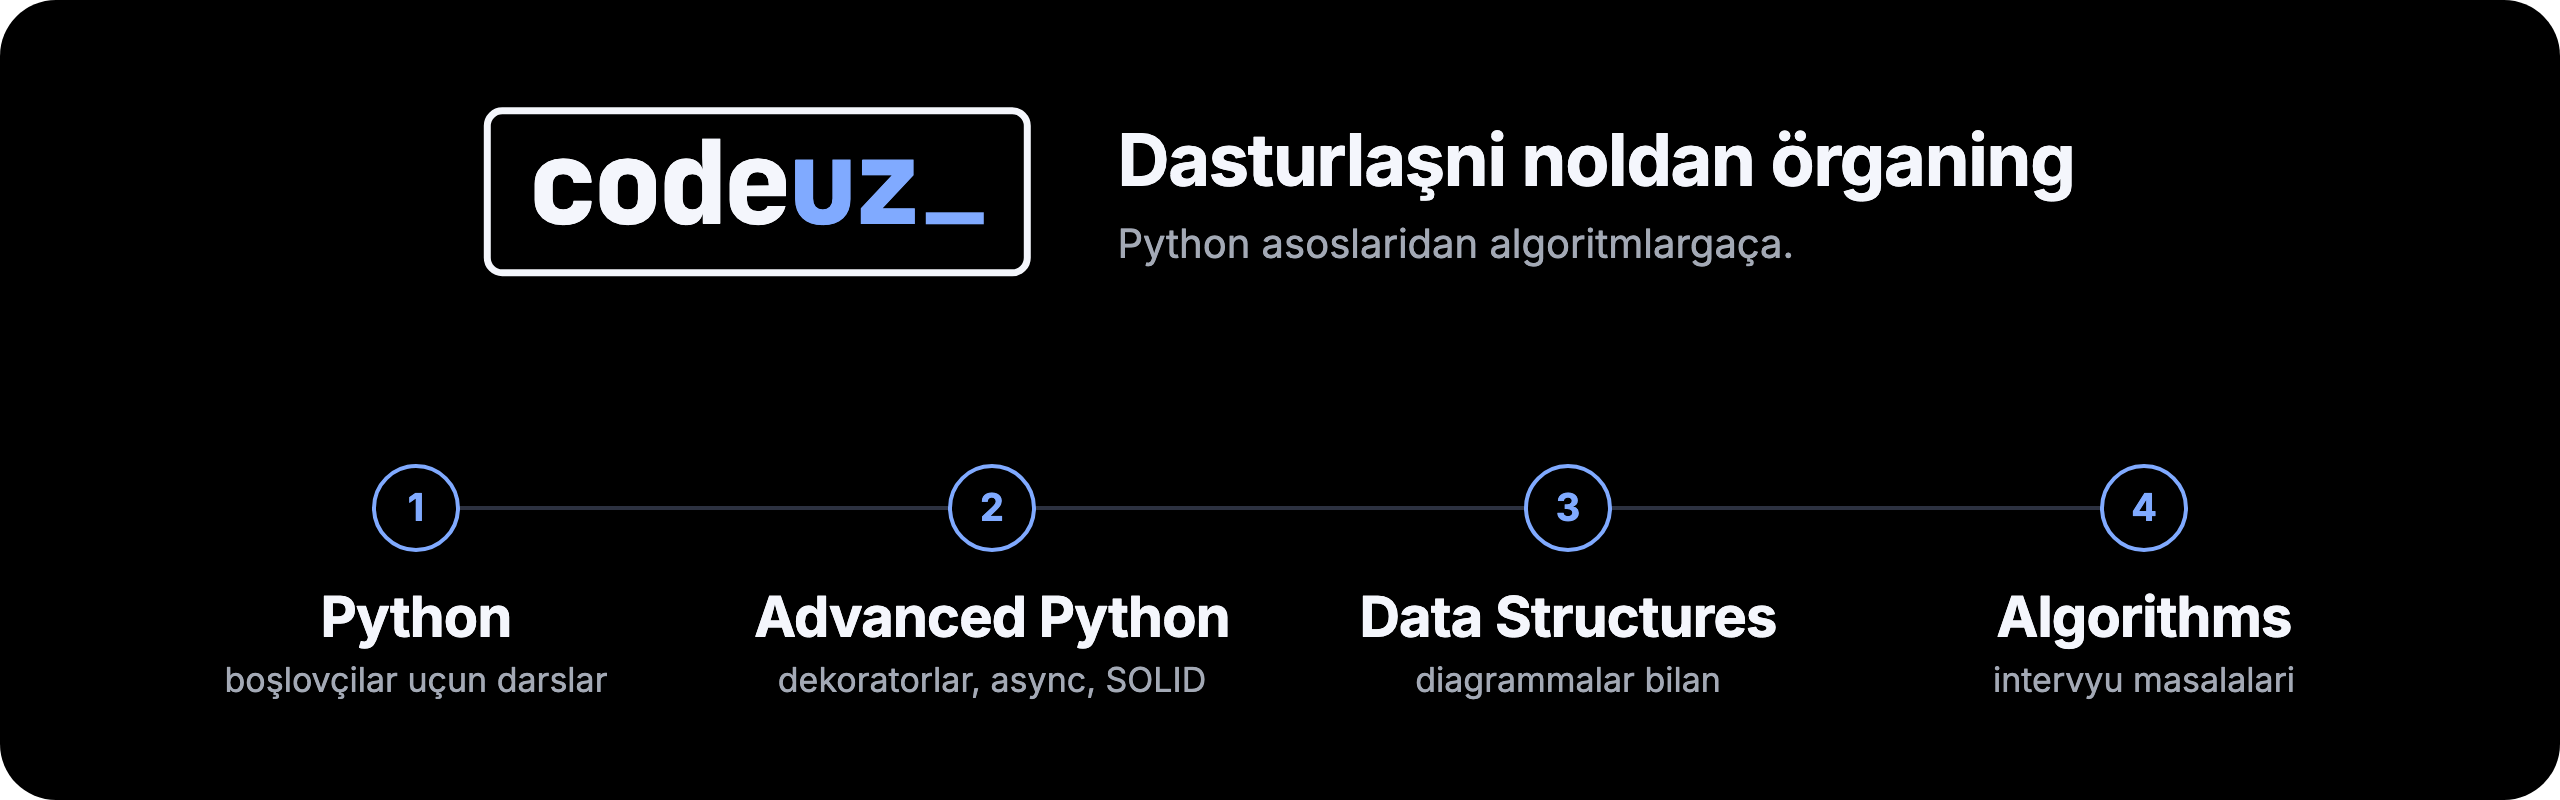 codeuz_
Dasturlaşni noldan örganing
Python asoslaridan algoritmlargaça.
1
2
3
4
Python
Advanced Python
Data Structures
Algorithms
boşlovçilar uçun darslar
dekoratorlar, async, SOLID
diagrammalar bilan
intervyu masalalari